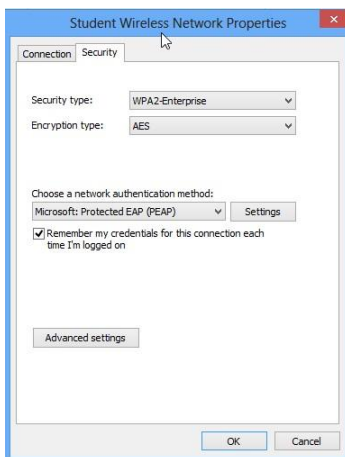 Student Wireless Network Properties
Connection Security
Security type: WPA2-Enterprise
Encryption type: AES
Choose a network authentication method:
Microsoft: Protected EAP (PEAP) Settings
Remember my credentials for this connection each
time I'm logged on
Advanced settings
OK Cancel